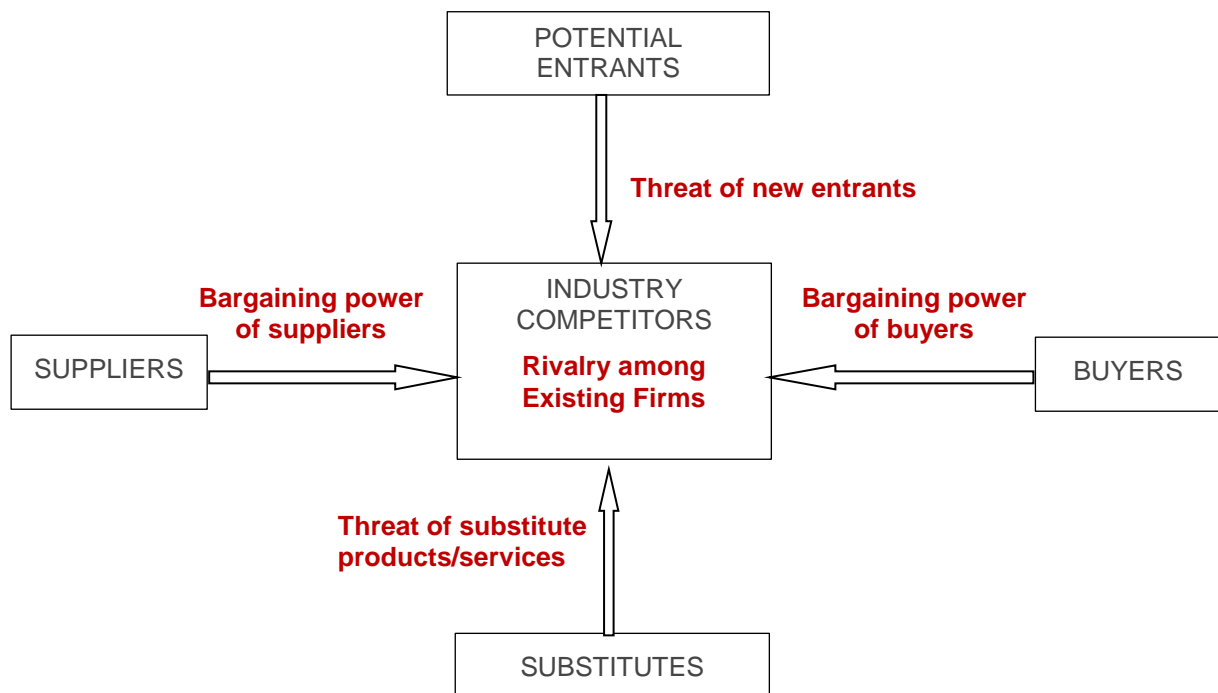 POTENTIAL
ENTRANTS
Threat of new entrants
INDUSTRY
COMPETITORS
Rivalry among
Existing Firms
Bargaining power
of suppliers
SUPPLIERS
Bargaining power
of buyers
BUYERS
Threat of substitute
products/services
SUBSTITUTES